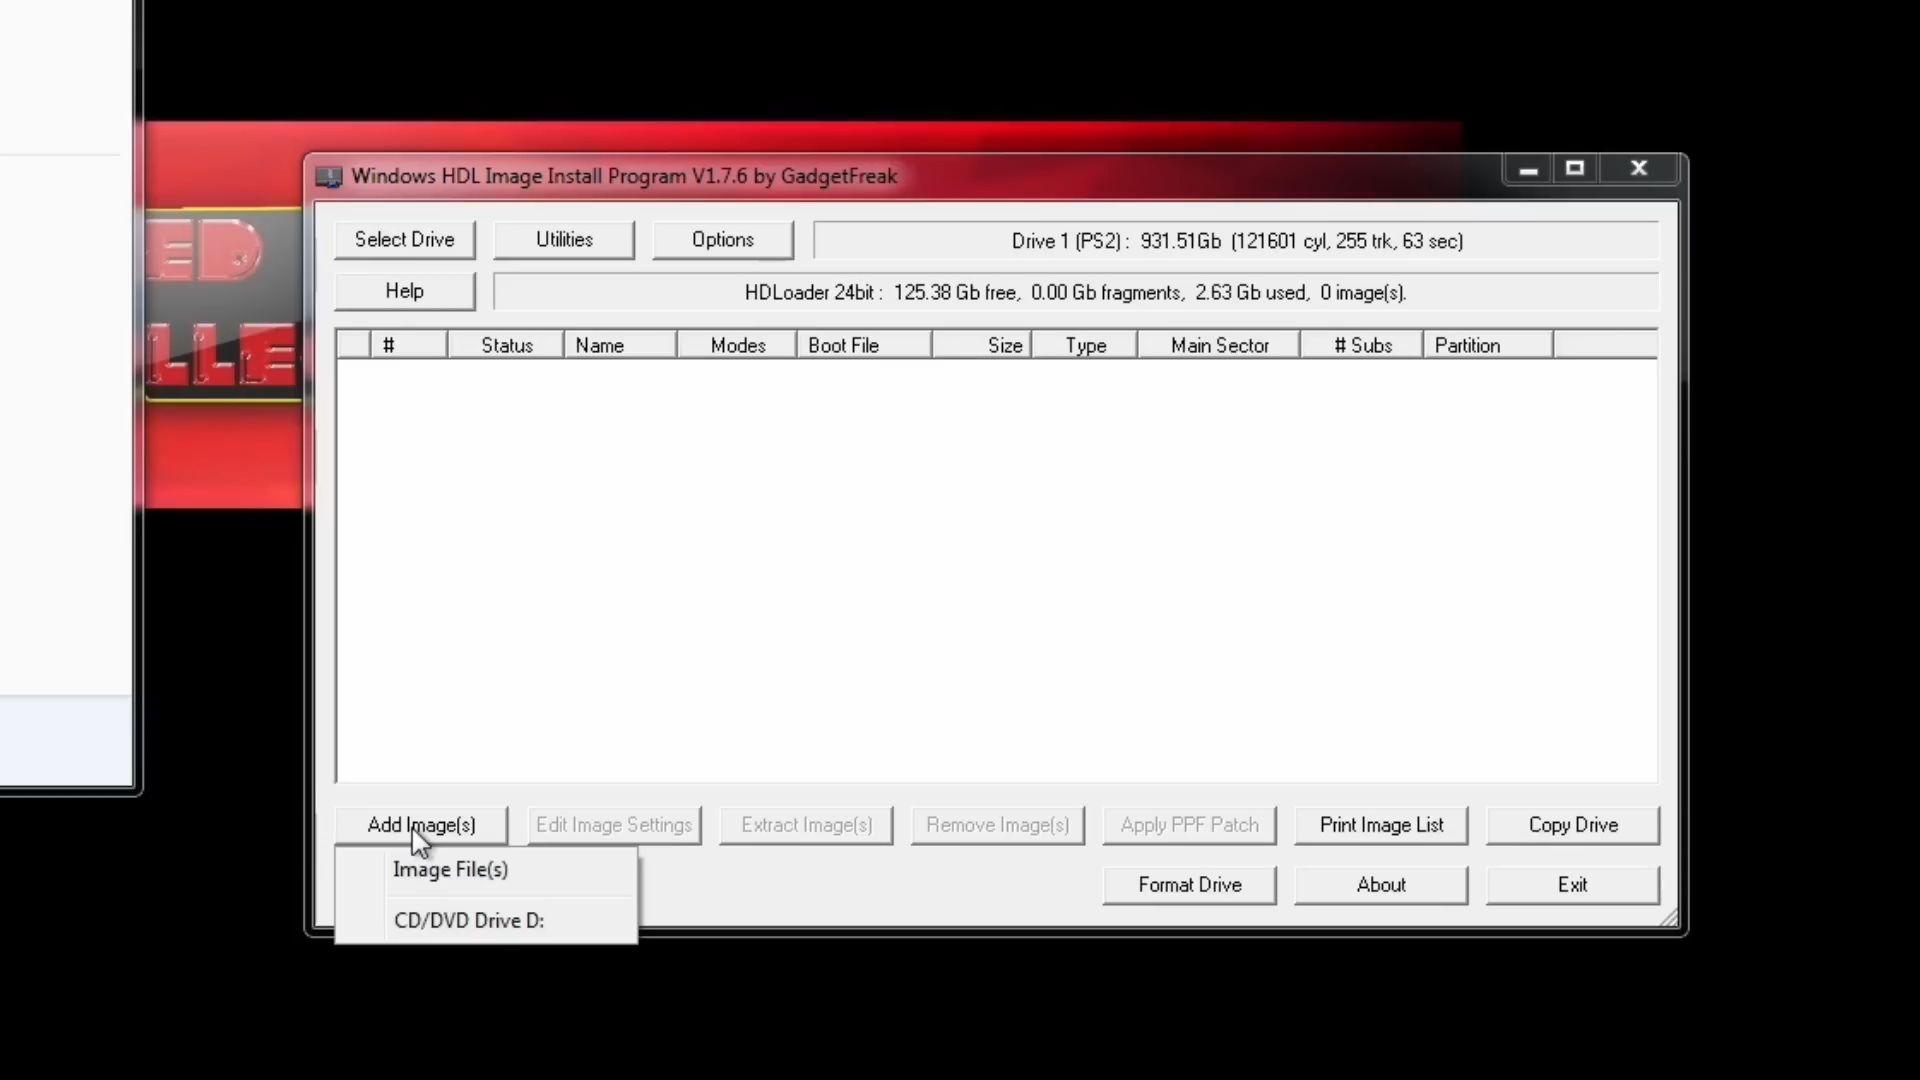 Windows HDL Image Install Program V1.7.6 by GadgetFreak
Select Drive Utilities Options Drive 1 (PS2) : 931.51Gb (121601 cyl, 255 trk, 63 sec)
Help HDLoader 24bit : 125.38 Gb free, 0.00 Gb fragments, 2.63 Gb used, 0 image(s).
# Status Name Modes Boot File Size Type Main Sector # Subs Partition
Add Image(s) Edit Image Settings Extract Image(s) Remove Image(s) Apply PPF Patch Print Image List Copy Drive
Image File(s)
Format Drive About Exit
CD/DVD Drive D: